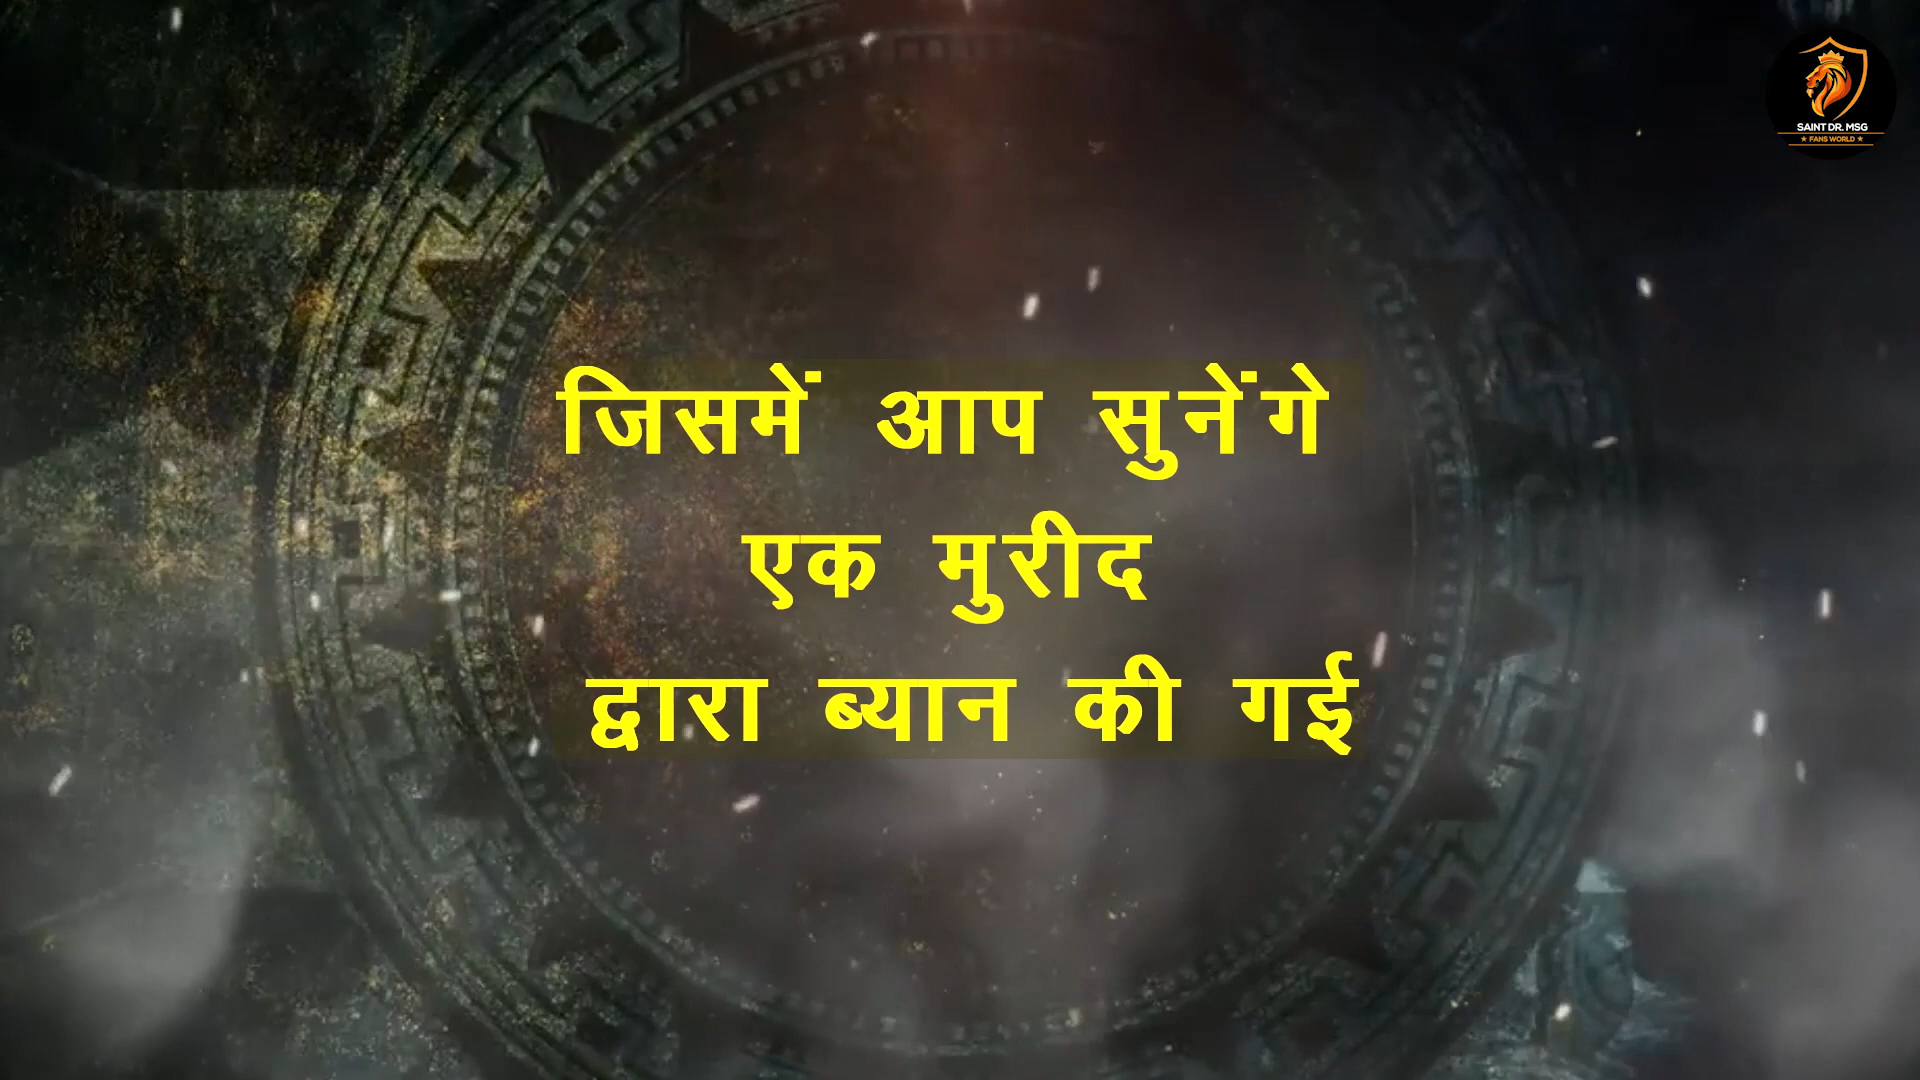 SAINT DR. MSG
★ FANS WORLD ★
जिसमें आप सुनेंगे
एक मुरीद
द्वारा ब्यान की गई